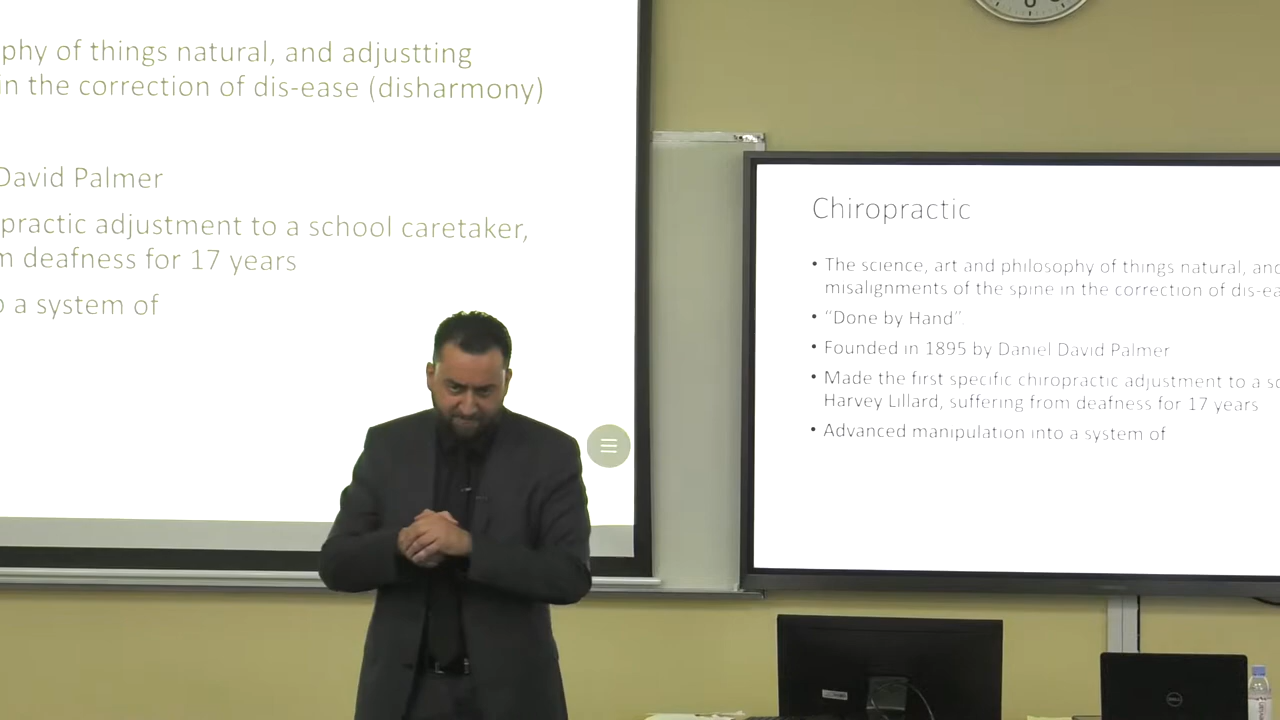 phy of things natural, and adjustting
in the correction of dis-ease (disharmony)
David Palmer
practic adjustment to a school caretaker,
m deafness for 17 years
o a system of
Chiropractic
• The science, art and philosophy of things natural, and
misalignments of the spine in the correction of dis-ea
• “Done by Hand”.
• Founded in 1895 by Daniel David Palmer
• Made the first specific chiropractic adjustment to a sc
Harvey Lillard, suffering from deafness for 17 years
• Advanced manipulation into a system of
DELL